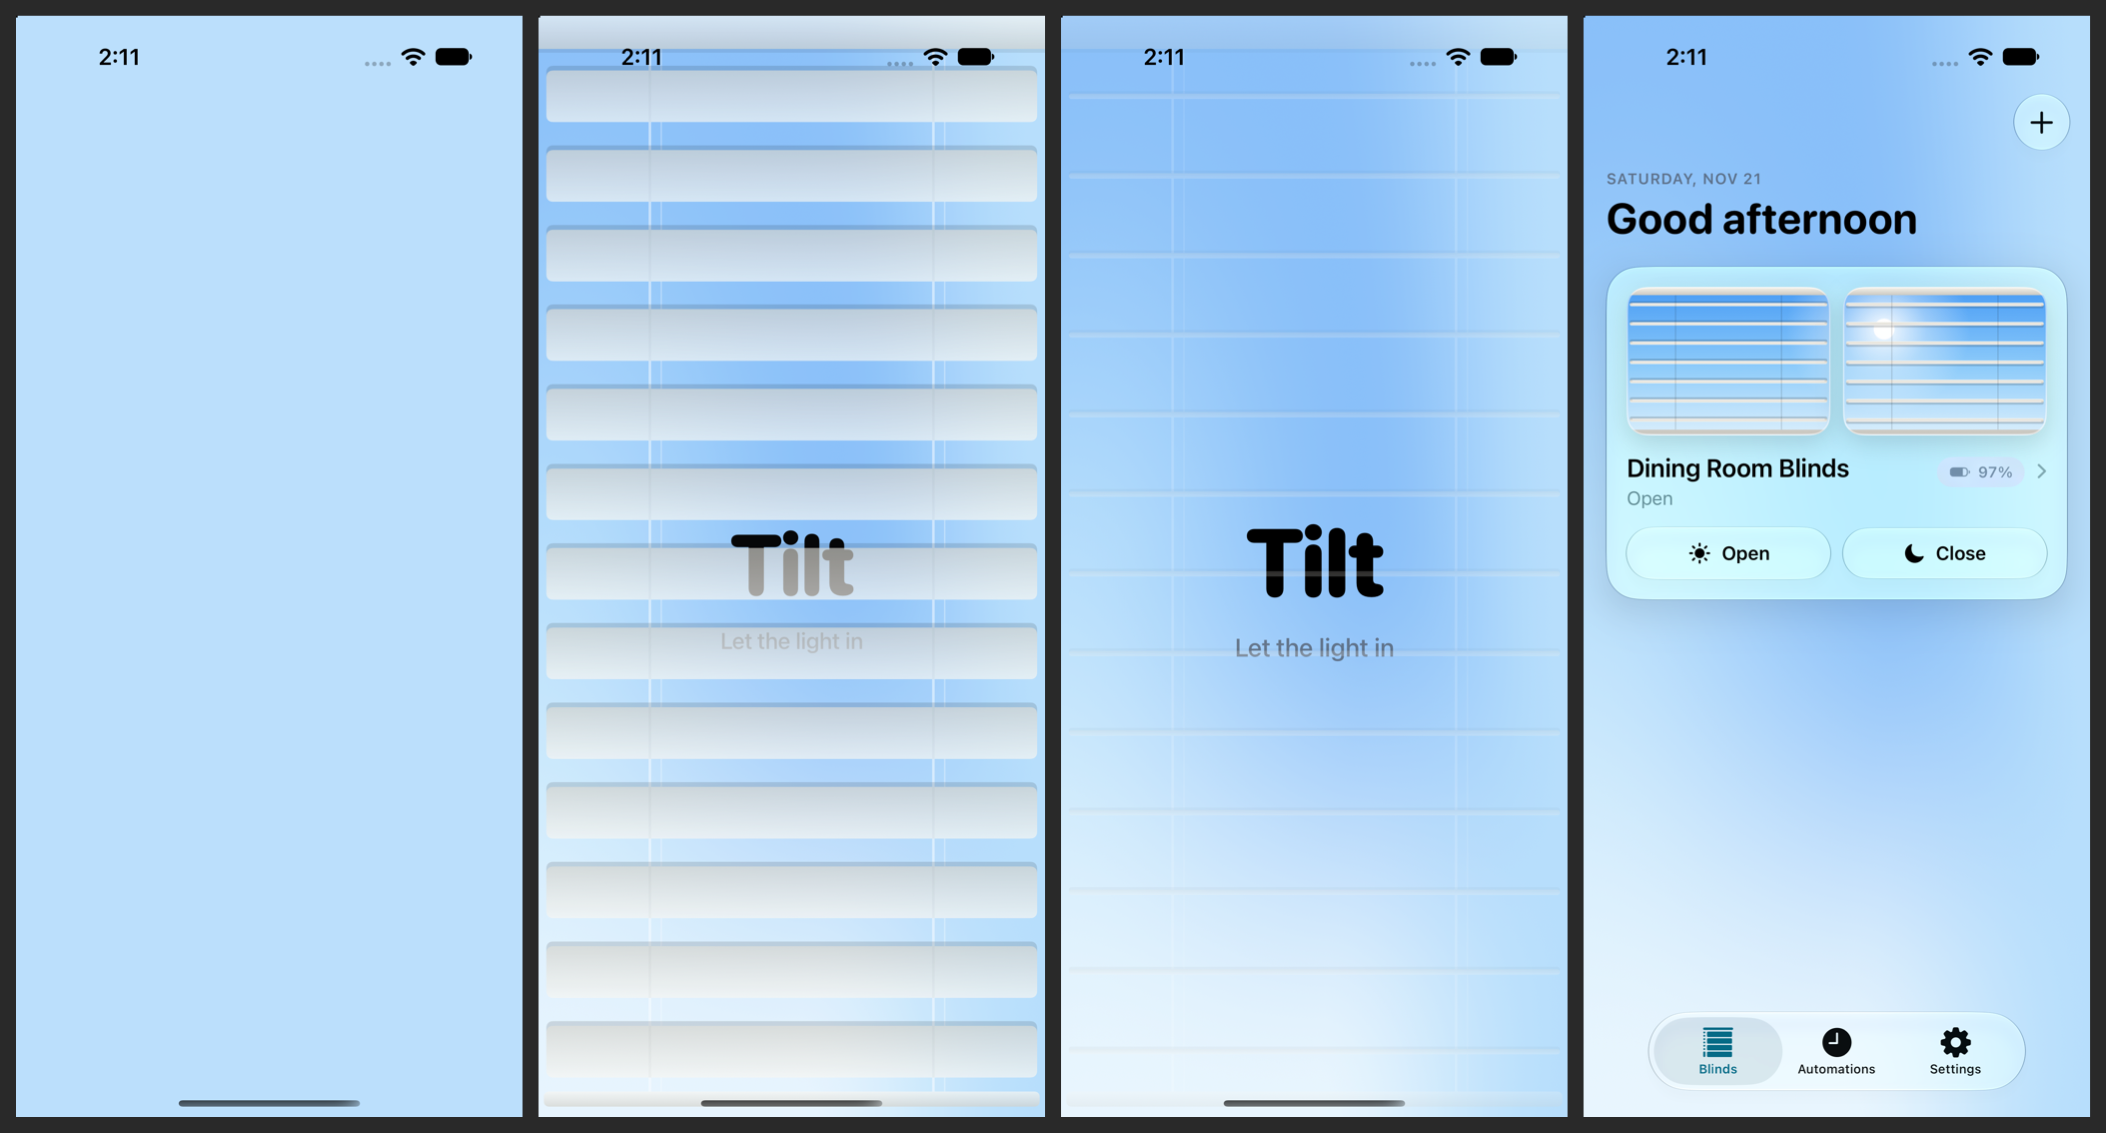 2:11
2:11
Tilt
Let the light in
2:11
Tilt
Let the light in
2:11
SATURDAY, NOV 21
Good afternoon
Dining Room Blinds
97%
Open
Open
Close
Blinds
Automations
Settings